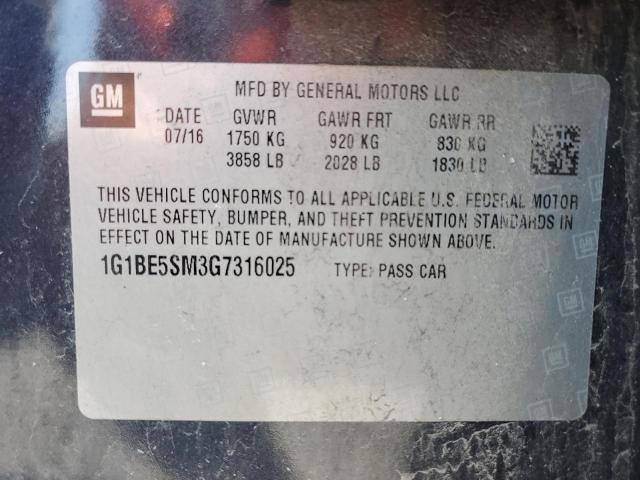 GM
MFD BY GENERAL MOTORS LLC
DATE GVWR GAWR FRT GAWR RR
07/16 1750 KG 920 KG 830 KG
3858 LB 2028 LB 1830 LB
THIS VEHICLE CONFORMS TO ALL APPLICABLE U.S. FEDERAL MOTOR
VEHICLE SAFETY, BUMPER, AND THEFT PREVENTION STANDARDS IN
EFFECT ON THE DATE OF MANUFACTURE SHOWN ABOVE.
1G1BE5SM3G7316025 TYPE: PASS CAR